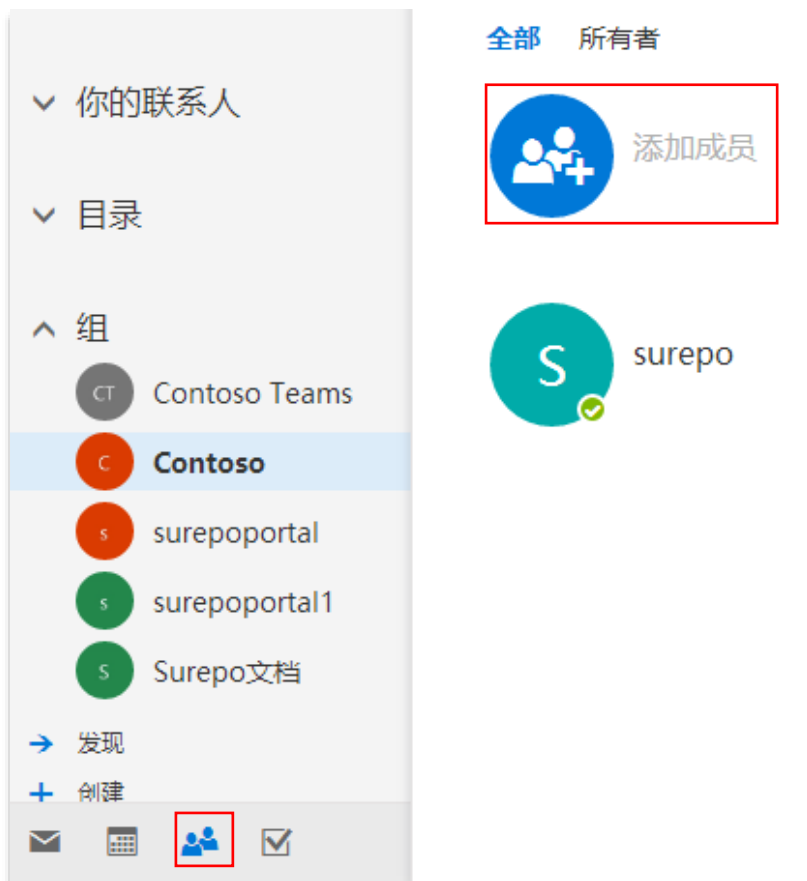 你的联系人
目录
组
CT Contoso Teams
C Contoso
s surepoportal
s surepoportal1
S Surepo文档
发现
创建
全部 所有者
添加成员
S surepo